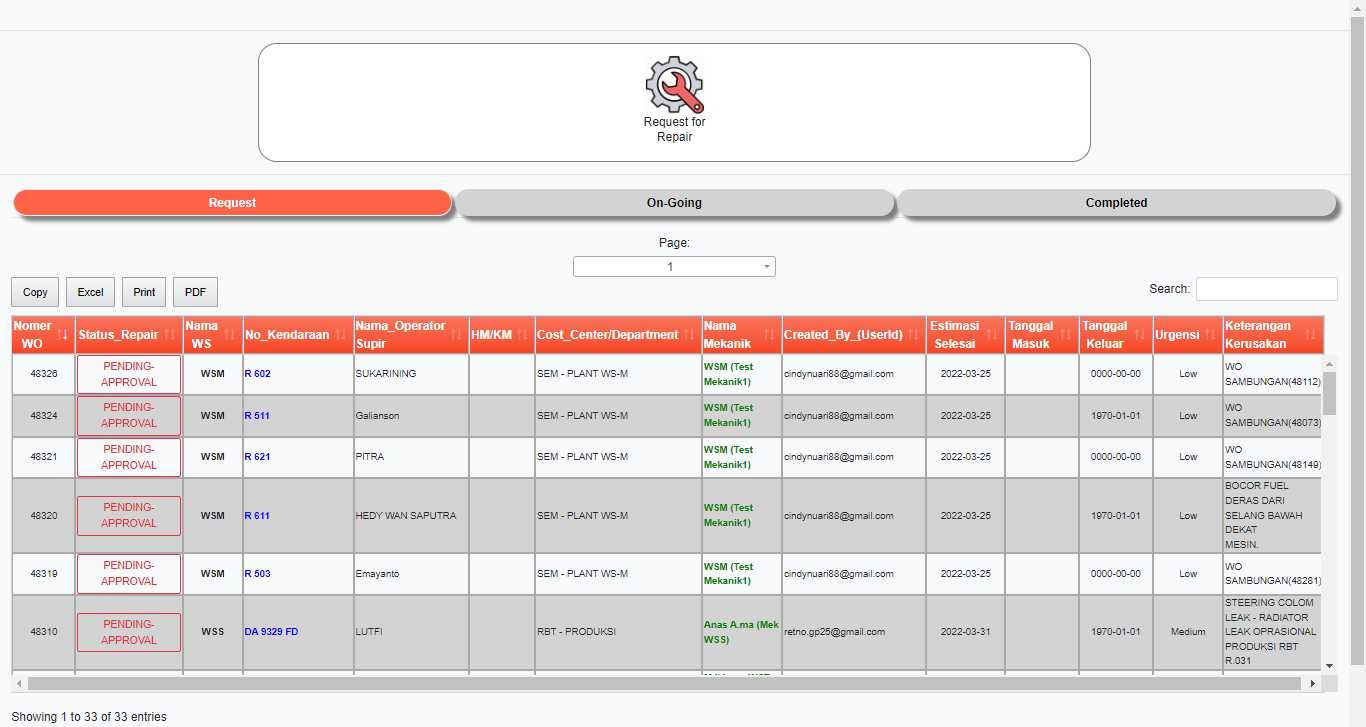 Request for
Repair
Request On-Going Completed
Page:
1
Copy Excel Print PDF Search:
Nomer WO Status_Repair Nama WS No_Kendaraan Nama_Operator Supir HM/KM Cost_Center/Department Nama Mekanik Created_By_(UserId) Estimasi Selesai Tanggal Masuk Tanggal Keluar Urgensi Keterangan Kerusakan
48326 PENDING-APPROVAL WSM R 602 SUKARINING SEM - PLANT WS-M WSM (Test Mekanik1) cindynuari88@gmail.com 2022-03-25 0000-00-00 Low WO SAMBUNGAN(48112)
48324 PENDING-APPROVAL WSM R 511 Galianson SEM - PLANT WS-M WSM (Test Mekanik1) cindynuari88@gmail.com 2022-03-25 1970-01-01 Low WO SAMBUNGAN(48073)
48321 PENDING-APPROVAL WSM R 621 PITRA SEM - PLANT WS-M WSM (Test Mekanik1) cindynuari88@gmail.com 2022-03-25 0000-00-00 Low WO SAMBUNGAN(48149)
48320 PENDING-APPROVAL WSM R 611 HEDY WAN SAPUTRA SEM - PLANT WS-M WSM (Test Mekanik1) cindynuari88@gmail.com 2022-03-25 1970-01-01 Low BOCOR FUEL DERAS DARI SELANG BAWAH DEKAT MESIN.
48319 PENDING-APPROVAL WSM R 503 Emayanto SEM - PLANT WS-M WSM (Test Mekanik1) cindynuari88@gmail.com 2022-03-25 0000-00-00 Low WO SAMBUNGAN(48281)
48310 PENDING-APPROVAL WSS DA 9329 FD LUTFI RBT - PRODUKSI Anas A.ma (Mek WSS) retno.gp25@gmail.com 2022-03-31 1970-01-01 Medium STEERING COLOM LEAK - RADIATOR LEAK OPRASIONAL PRODUKSI RBT R.031
Showing 1 to 33 of 33 entries